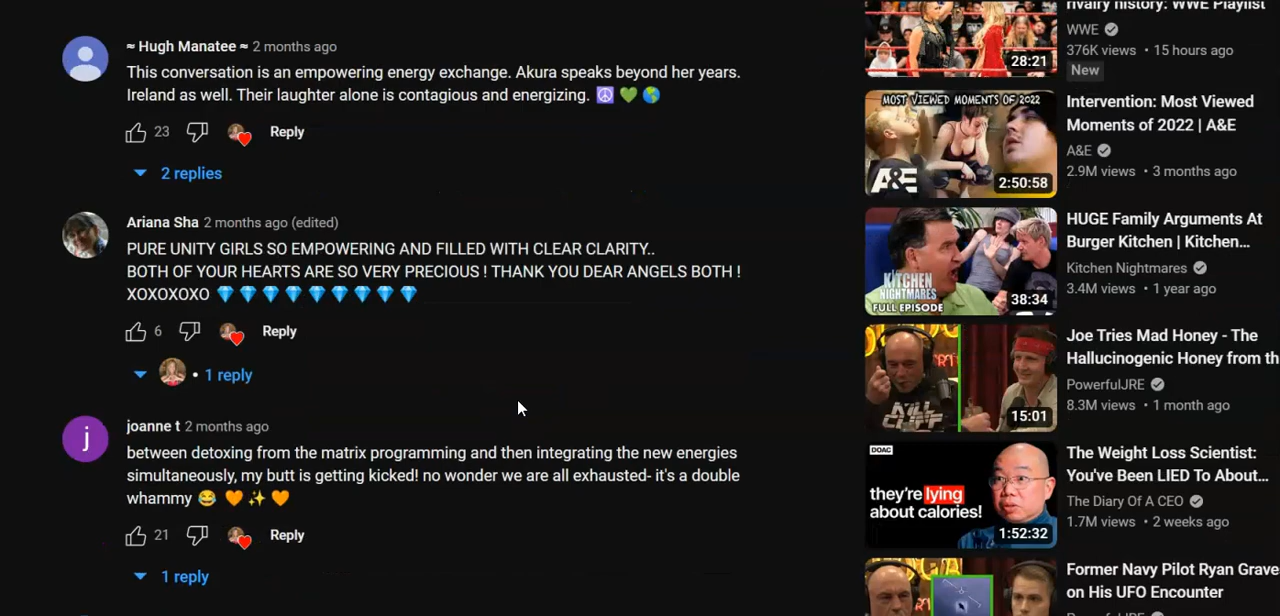 ≈ Hugh Manatee ≈ 2 months ago
This conversation is an empowering energy exchange. Akura speaks beyond her years.
Ireland as well. Their laughter alone is contagious and energizing. ☮️ 💚 🌎
23 Reply
2 replies
Ariana Sha 2 months ago (edited)
PURE UNITY GIRLS SO EMPOWERING AND FILLED WITH CLEAR CLARITY..
BOTH OF YOUR HEARTS ARE SO VERY PRECIOUS ! THANK YOU DEAR ANGELS BOTH !
XOXOXOXO 💎 💎 💎 💎 💎 💎 💎 💎 💎
6 Reply
• 1 reply
j
joanne t 2 months ago
between detoxing from the matrix programming and then integrating the new energies
simultaneously, my butt is getting kicked! no wonder we are all exhausted- it's a double
whammy 😂 🧡 ✨ 🧡
21 Reply
1 reply
rivalry history: WWE Playlist
WWE
376K views • 15 hours ago
New
28:21
MOST VIEWED MOMENTS OF 2022
A&E
2:50:58
Intervention: Most Viewed
Moments of 2022 | A&E
A&E
2.9M views • 3 months ago
KITCHEN
NIGHTMARES
FULL EPISODE
38:34
HUGE Family Arguments At
Burger Kitchen | Kitchen...
Kitchen Nightmares
3.4M views • 1 year ago
KILL
CLIFF
15:01
Joe Tries Mad Honey - The
Hallucinogenic Honey from th
PowerfulJRE
8.3M views • 1 month ago
DOAC
they're lying
about calories!
1:52:32
The Weight Loss Scientist:
You've Been LIED To About...
The Diary Of A CEO
1.7M views • 2 weeks ago
Former Navy Pilot Ryan Grave
on His UFO Encounter